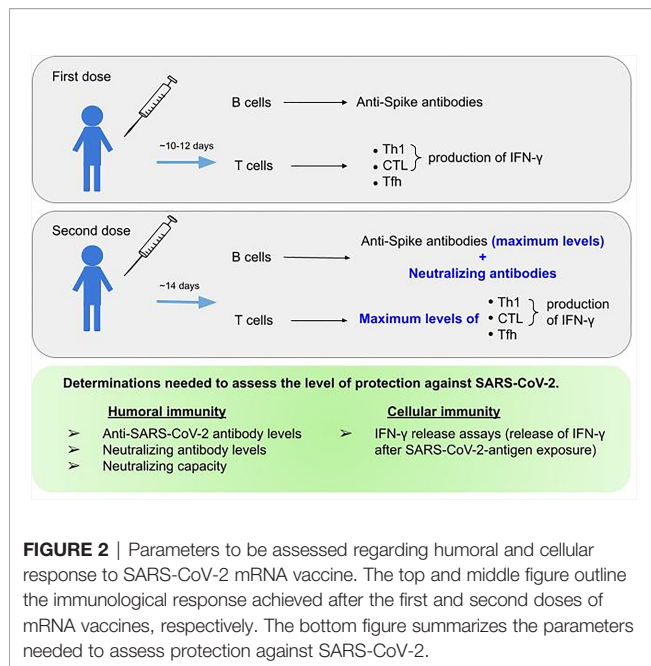 First dose
B cells
Anti-Spike antibodies
~10-12 days
T cells
• Th1
• CTL
• Tfh
production of IFN-γ
Second dose
B cells
Anti-Spike antibodies (maximum levels)
+
Neutralizing antibodies
~14 days
T cells
Maximum levels of
• Th1
• CTL
• Tfh
production
of IFN-γ
Determinations needed to assess the level of protection against SARS-CoV-2.
Humoral immunity
➢ Anti-SARS-CoV-2 antibody levels
➢ Neutralizing antibody levels
➢ Neutralizing capacity
Cellular immunity
➢ IFN-γ release assays (release of IFN-γ
after SARS-CoV-2-antigen exposure)
FIGURE 2 | Parameters to be assessed regarding humoral and cellular
response to SARS-CoV-2 mRNA vaccine. The top and middle figure outline
the immunological response achieved after the first and second doses of
mRNA vaccines, respectively. The bottom figure summarizes the parameters
needed to assess protection against SARS-CoV-2.